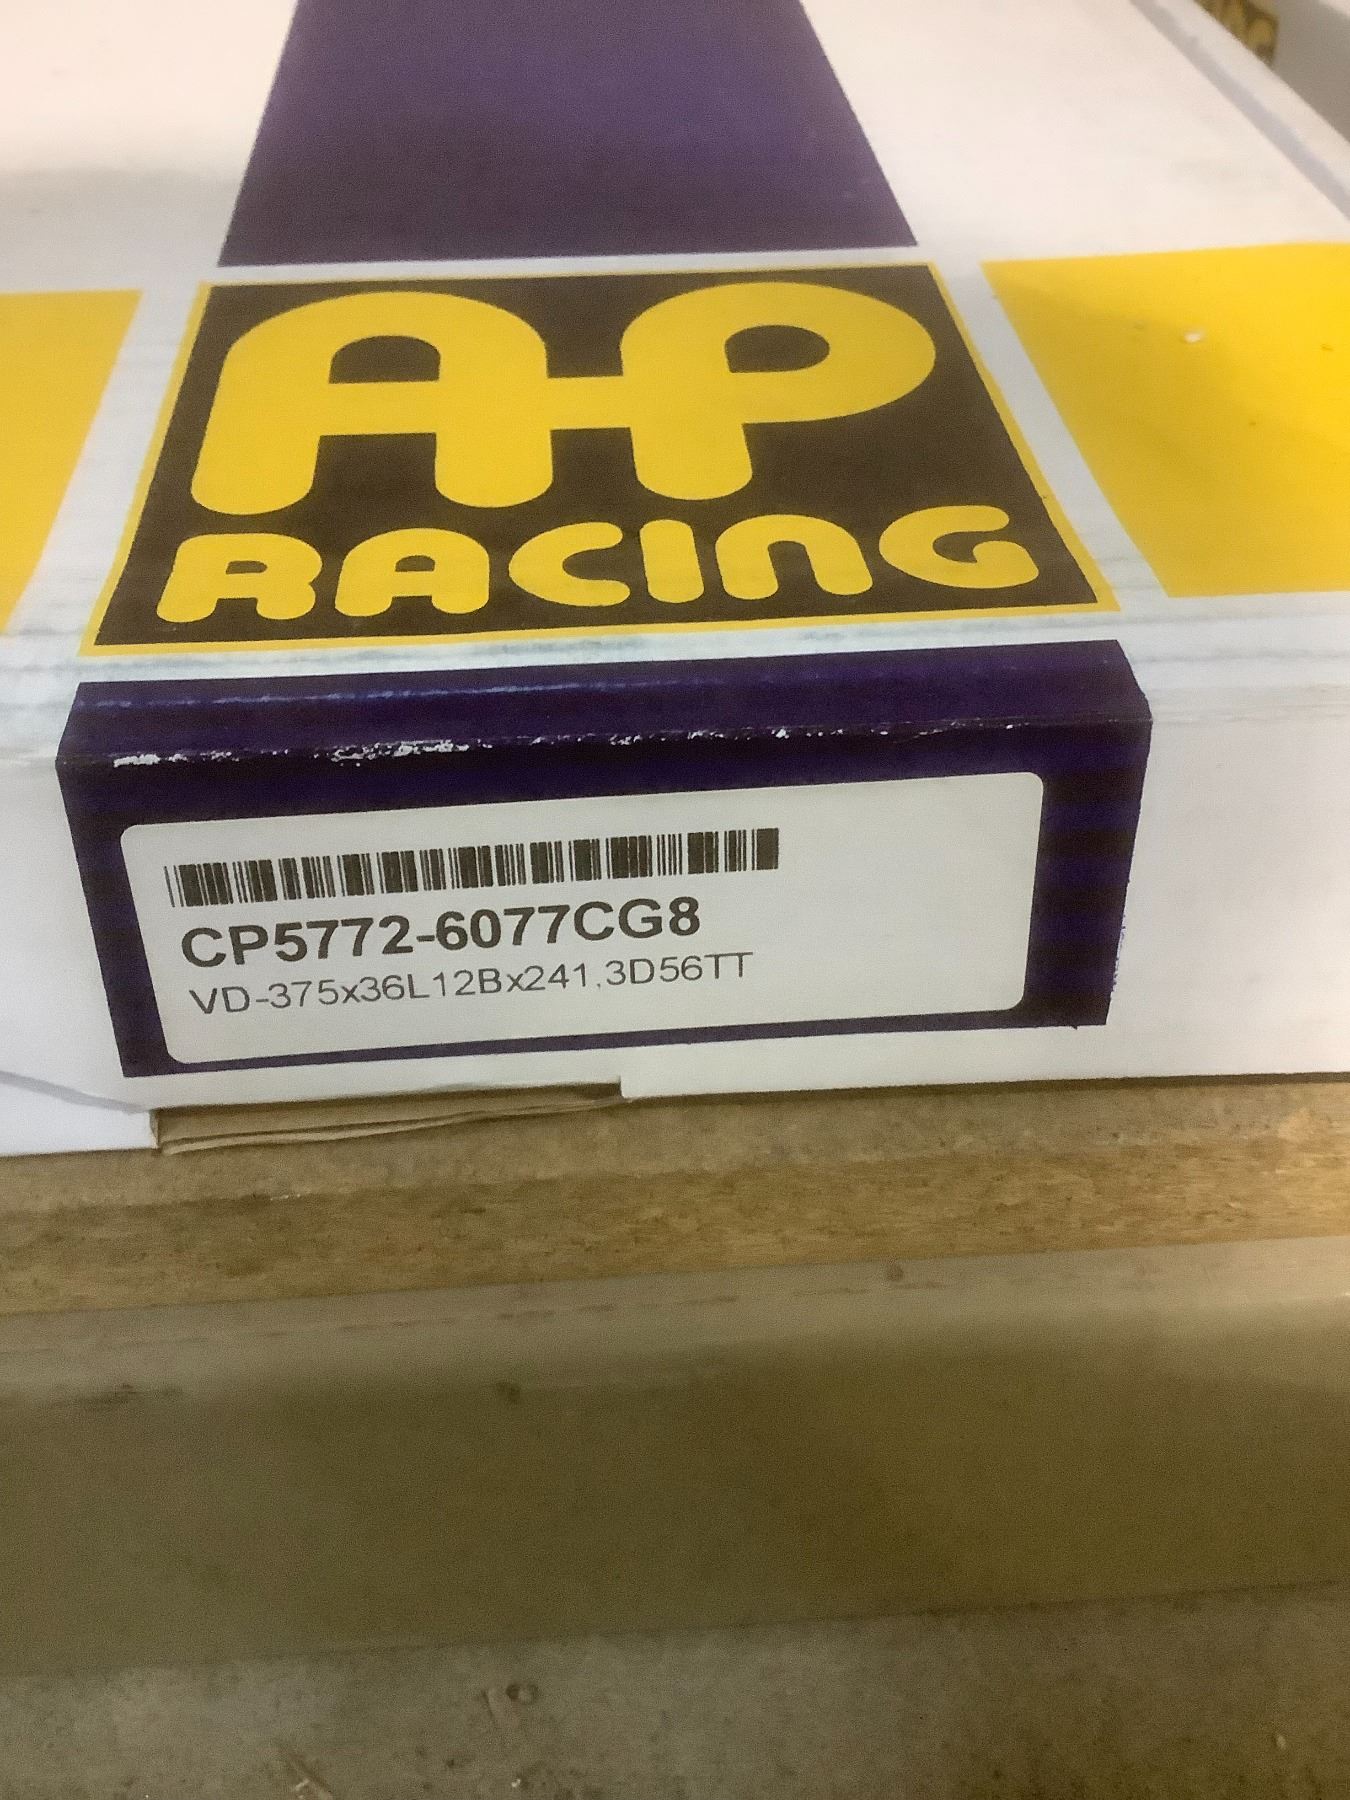 AP
RACING
CP5772-6077CG8
VD-375x36L12Bx241.3D56TT